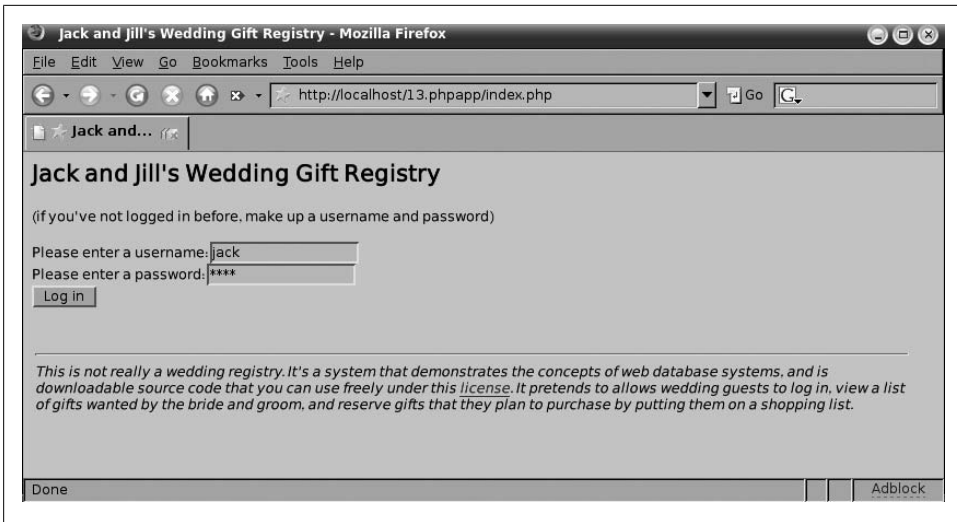 Jack and Jill's Wedding Gift Registry - Mozilla Firefox
File Edit View Go Bookmarks Tools Help
http://localhost/13.phpapp/index.php Go G
Jack and...
Jack and Jill's Wedding Gift Registry
(if you've not logged in before, make up a username and password)
Please enter a username: jack
Please enter a password: ****
Log in
This is not really a wedding registry. It's a system that demonstrates the concepts of web database systems, and is
downloadable source code that you can use freely under this license. It pretends to allows wedding guests to log in, view a list
of gifts wanted by the bride and groom, and reserve gifts that they plan to purchase by putting them on a shopping list.
Done Adblock